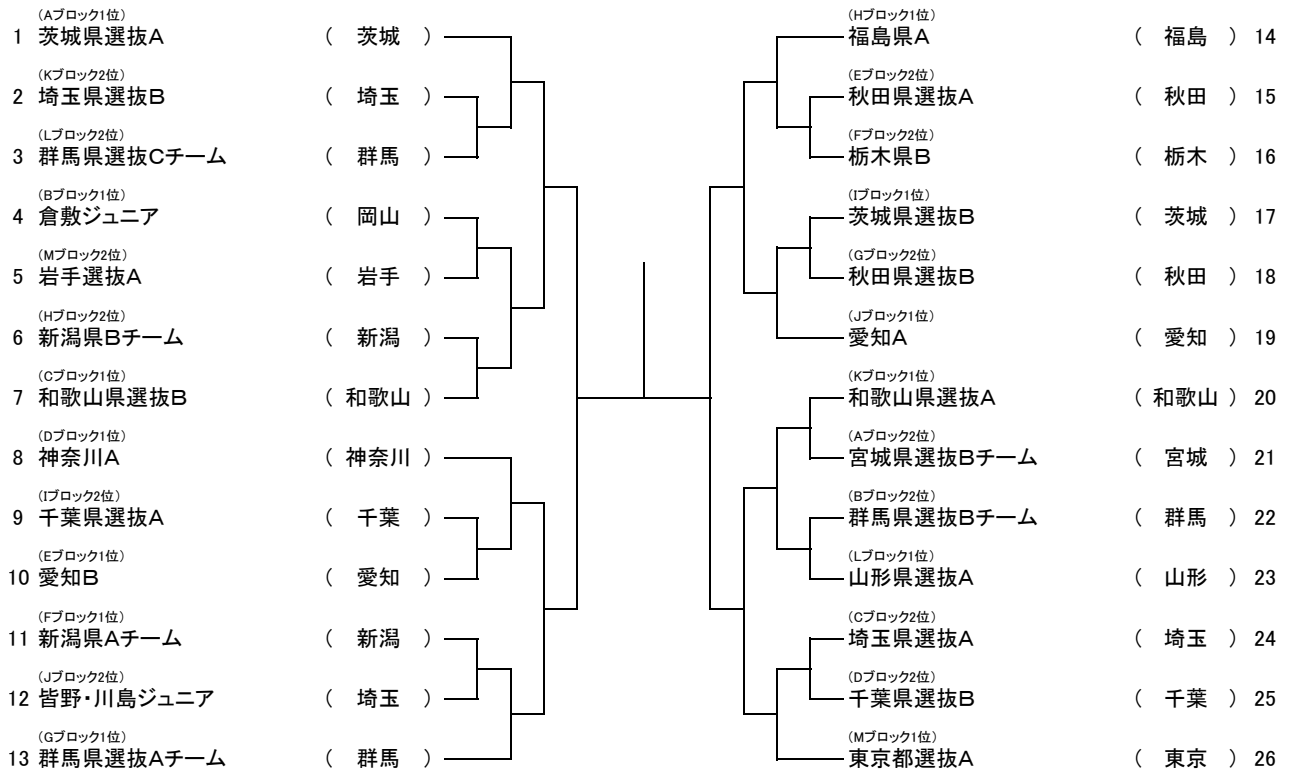 (Aブロック1位)
1 茨城県選抜A ( 茨城 )
(Kブロック2位)
2 埼玉県選抜B ( 埼玉 )
(Lブロック2位)
3 群馬県選抜Cチーム ( 群馬 )
(Bブロック1位)
4 倉敷ジュニア ( 岡山 )
(Mブロック2位)
5 岩手選抜A ( 岩手 )
(Hブロック2位)
6 新潟県Bチーム ( 新潟 )
(Cブロック1位)
7 和歌山県選抜B ( 和歌山 )
(Dブロック1位)
8 神奈川A ( 神奈川 )
(Iブロック2位)
9 千葉県選抜A ( 千葉 )
(Eブロック1位)
10 愛知B ( 愛知 )
(Fブロック1位)
11 新潟県Aチーム ( 新潟 )
(Jブロック2位)
12 皆野・川島ジュニア ( 埼玉 )
(Gブロック1位)
13 群馬県選抜Aチーム ( 群馬 )
(Hブロック1位)
福島県A ( 福島 ) 14
(Eブロック2位)
秋田県選抜A ( 秋田 ) 15
(Fブロック2位)
栃木県B ( 栃木 ) 16
(Iブロック1位)
茨城県選抜B ( 茨城 ) 17
(Gブロック2位)
秋田県選抜B ( 秋田 ) 18
(Jブロック1位)
愛知A ( 愛知 ) 19
(Kブロック1位)
和歌山県選抜A ( 和歌山 ) 20
(Aブロック2位)
宮城県選抜Bチーム ( 宮城 ) 21
(Bブロック2位)
群馬県選抜Bチーム ( 群馬 ) 22
(Lブロック1位)
山形県選抜A ( 山形 ) 23
(Cブロック2位)
埼玉県選抜A ( 埼玉 ) 24
(Dブロック2位)
千葉県選抜B ( 千葉 ) 25
(Mブロック1位)
東京都選抜A ( 東京 ) 26